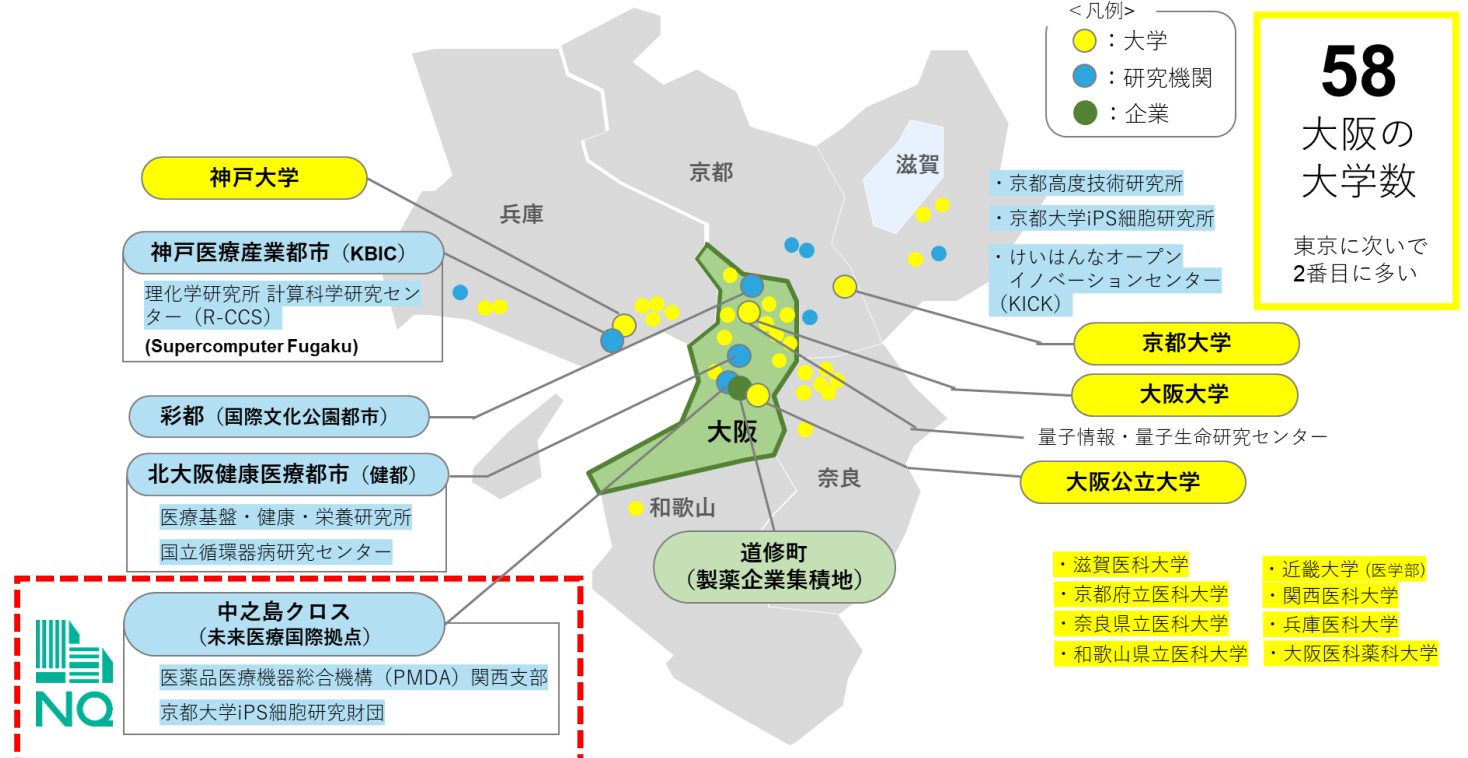 <凡例>
：大学
：研究機関
：企業
58
大阪の
大学数
東京に次いで
2番目に多い
京都
滋賀
兵庫
大阪
奈良
和歌山
神戸大学
神戸医療産業都市（KBIC）
理化学研究所 計算科学研究セン
ター（R-CCS）
(Supercomputer Fugaku)
彩都（国際文化公園都市）
北大阪健康医療都市（健都）
医療基盤・健康・栄養研究所
国立循環器病研究センター
中之島クロス
（未来医療国際拠点）
医薬品医療機器総合機構（PMDA）関西支部
京都大学iPS細胞研究財団
NQ
道修町
（製薬企業集積地）
・京都高度技術研究所
・京都大学iPS細胞研究所
・けいはんなオープン
イノベーションセンター
（KICK）
京都大学
大阪大学
量子情報・量子生命研究センター
大阪公立大学
・滋賀医科大学
・京都府立医科大学
・奈良県立医科大学
・和歌山県立医科大学
・近畿大学 (医学部)
・関西医科大学
・兵庫医科大学
・大阪医科薬科大学